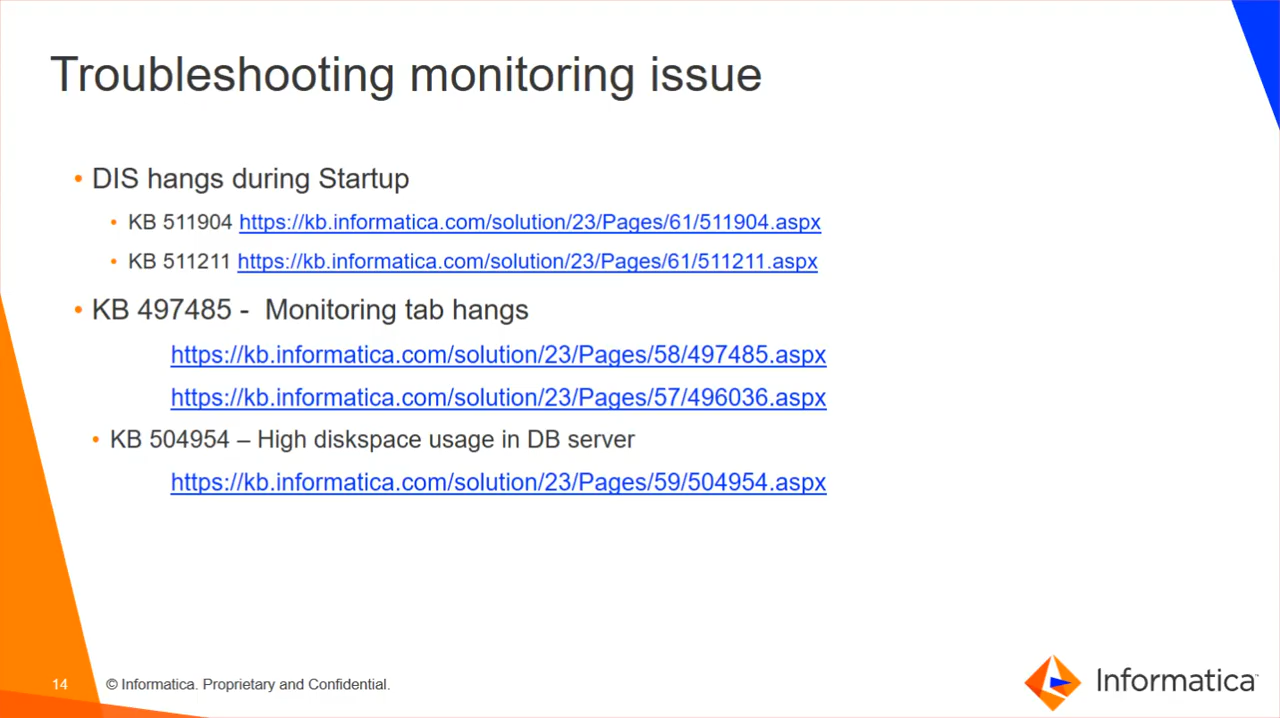 Troubleshooting monitoring issue
• DIS hangs during Startup
• KB 511904 https://kb.informatica.com/solution/23/Pages/61/511904.aspx
• KB 511211 https://kb.informatica.com/solution/23/Pages/61/511211.aspx
• KB 497485 - Monitoring tab hangs
https://kb.informatica.com/solution/23/Pages/58/497485.aspx
https://kb.informatica.com/solution/23/Pages/57/496036.aspx
• KB 504954 – High diskspace usage in DB server
https://kb.informatica.com/solution/23/Pages/59/504954.aspx
14 © Informatica. Proprietary and Confidential.
Informatica